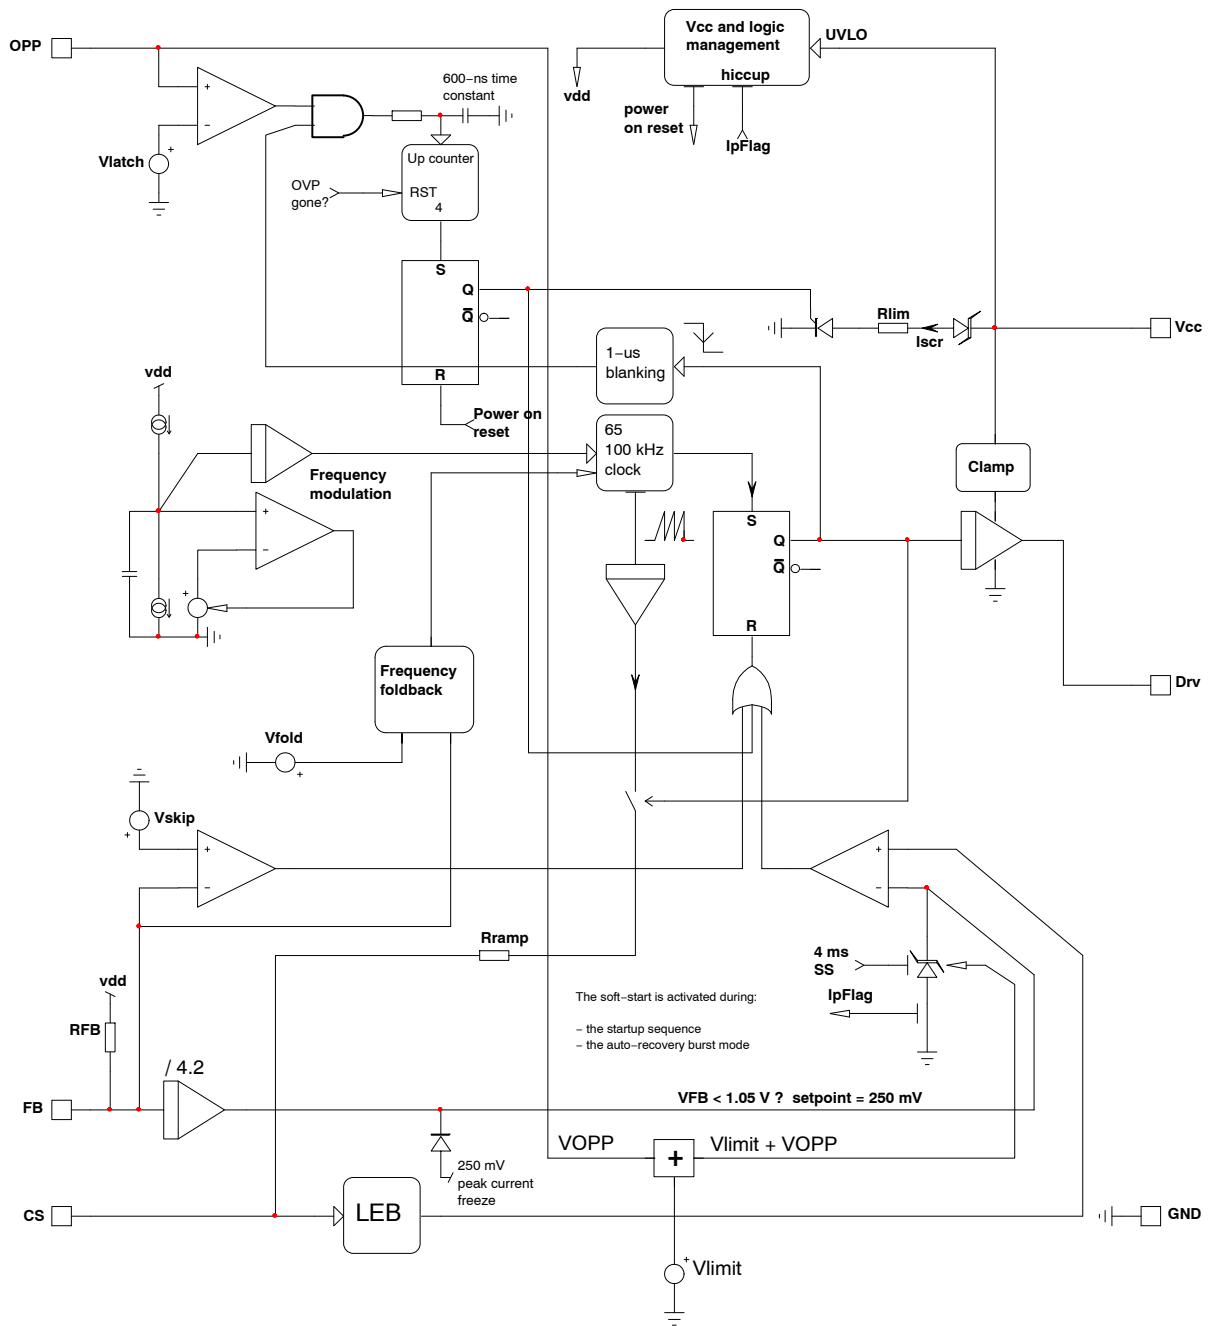 Vcc and logic
management
hiccup
UVLO
OPP
600-ns time
constant
vdd
power
on reset
IpFlag
+
-
Vlatch
+
Up counter
RST
4
OVP
gone?
S
Q
Q
R
Rlim
Iscr
Vcc
1-us
blanking
vdd
Power on
reset
65
100 kHz
clock
Frequency
modulation
Clamp
S
Q
Q
R
+
-
+
Frequency
foldback
Drv
Vfold
+
Vskip
+
+
-
+
-
Rramp
4 ms
SS
IpFlag
vdd
RFB
The soft-start is activated during:
- the startup sequence
- the auto-recovery burst mode
/ 4.2
FB
VFB < 1.05 V ? setpoint = 250 mV
VOPP
+
Vlimit + VOPP
250 mV
peak current
freeze
CS
LEB
GND
+
Vlimit